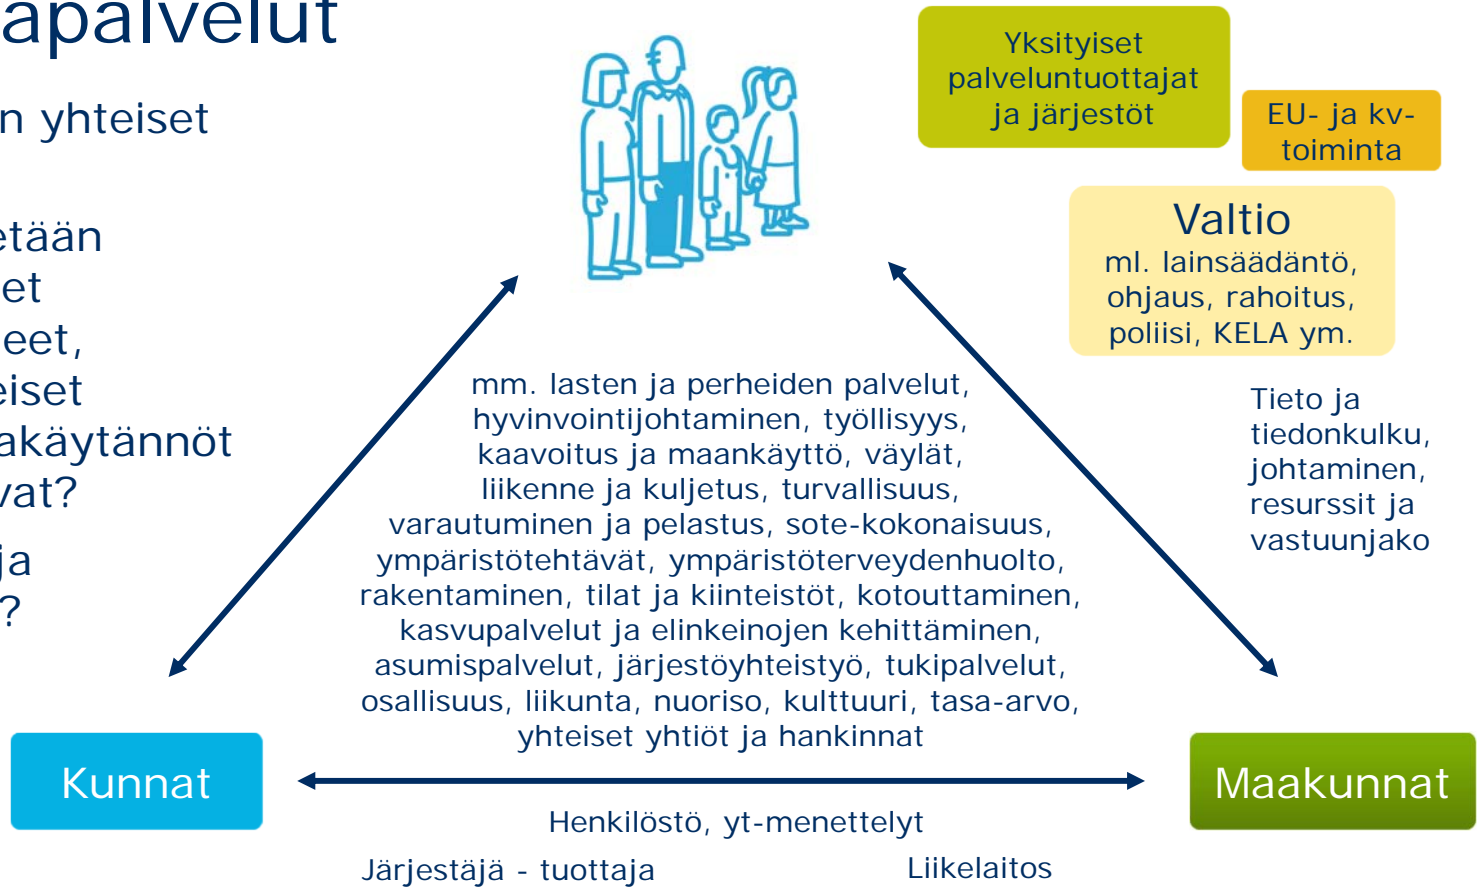 apalvelut
n yhteiset
etään
et
eet,
eiset
akäytännöt
vat?
ja
?
Yksityiset
palveluntuottajat
ja järjestöt
EU- ja kv-
toiminta
Valtio
ml. lainsäädäntö,
ohjaus, rahoitus,
poliisi, KELA ym.
Tieto ja
tiedonkulku,
johtaminen,
resurssit ja
vastuunjako
mm. lasten ja perheiden palvelut,
hyvinvointijohtaminen, työllisyys,
kaavoitus ja maankäyttö, väylät,
liikenne ja kuljetus, turvallisuus,
varautuminen ja pelastus, sote-kokonaisuus,
ympäristötehtävät, ympäristöterveydenhuolto,
rakentaminen, tilat ja kiinteistöt, kotouttaminen,
kasvupalvelut ja elinkeinojen kehittäminen,
asumispalvelut, järjestöyhteistyö, tukipalvelut,
osallisuus, liikunta, nuoriso, kulttuuri, tasa-arvo,
yhteiset yhtiöt ja hankinnat
Kunnat
Maakunnat
Henkilöstö, yt-menettelyt
Järjestäjä - tuottaja
Liikelaitos